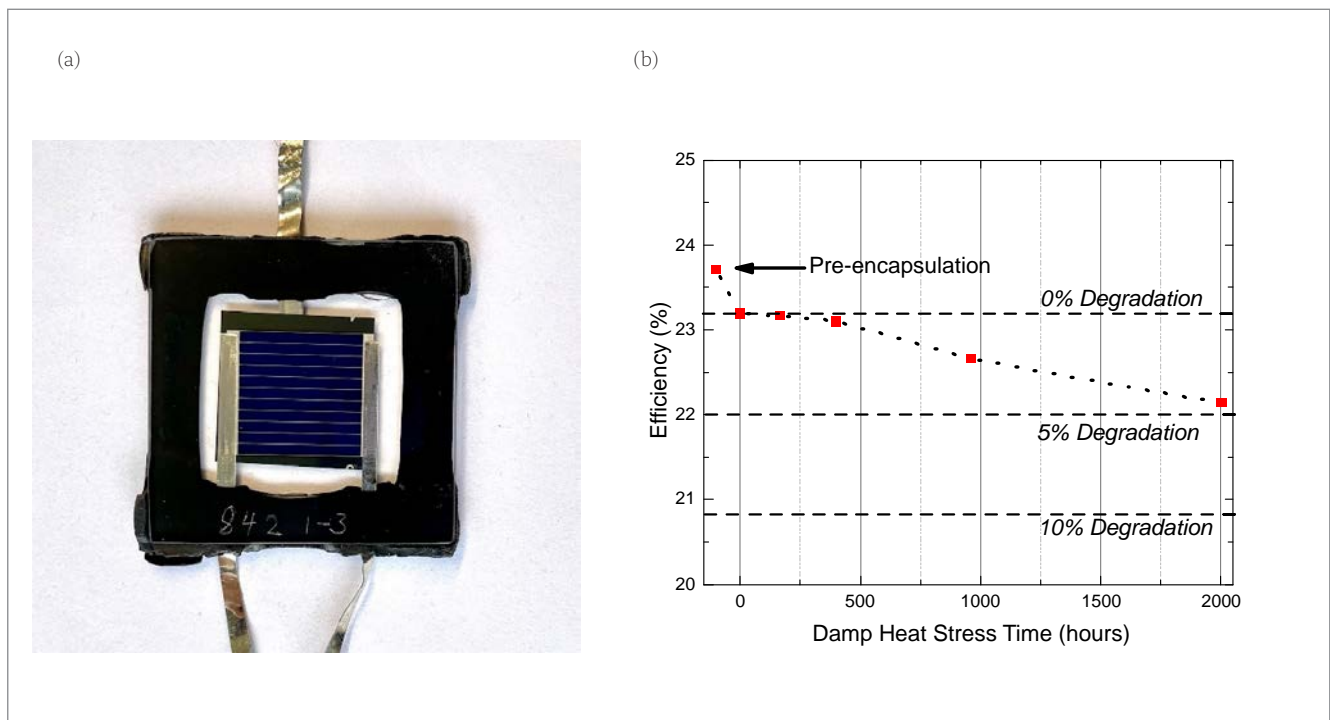 (a)
(b)
842 1-3
25
24
23
22
21
20
Efficiency (%)
Pre-encapsulation
0% Degradation
5% Degradation
10% Degradation
0
500
1000
1500
2000
Damp Heat Stress Time (hours)